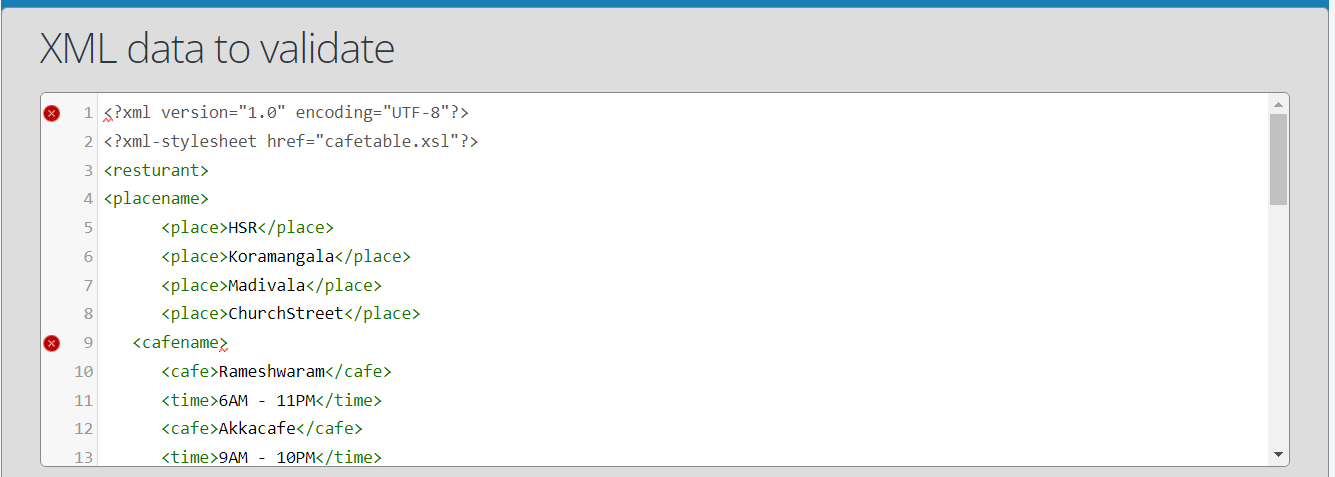 XML data to validate
1 <?xml version="1.0" encoding="UTF-8"?>
2 <?xml-stylesheet href="cafetable.xsl"?>
3 <resturant>
4 <placename>
5 <place>HSR</place>
6 <place>Koramangala</place>
7 <place>Madivala</place>
8 <place>ChurchStreet</place>
9 <cafename>
10 <cafe>Rameshwaram</cafe>
11 <time>6AM - 11PM</time>
12 <cafe>Akkacafe</cafe>
13 <time>9AM - 10PM</time>